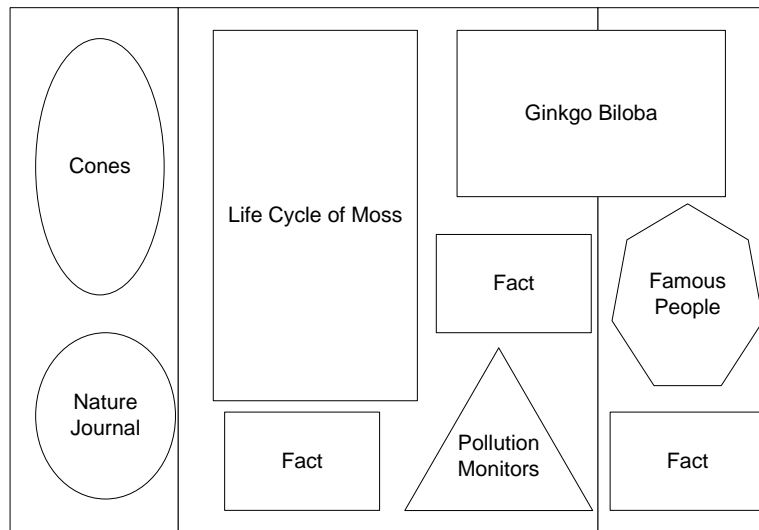 Cones
Nature
Journal
Life Cycle of Moss
Fact
Ginkgo Biloba
Fact
Pollution
Monitors
Famous
People
Fact